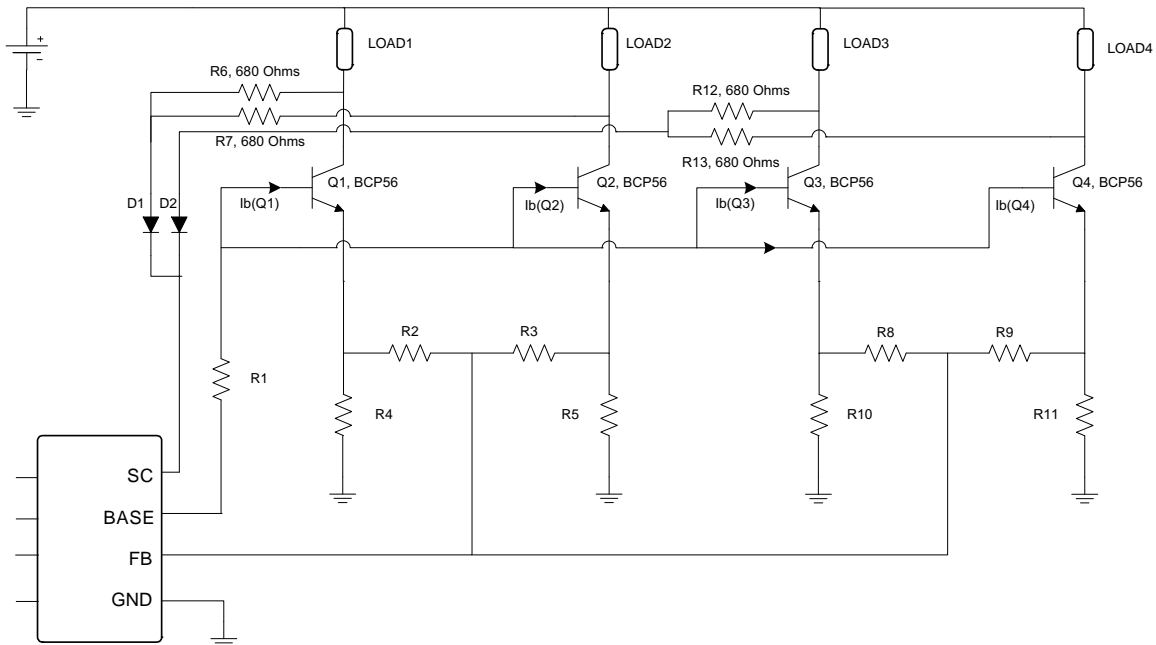 LOAD1
LOAD2
LOAD3
LOAD4
+
-
R6, 680 Ohms
R7, 680 Ohms
R12, 680 Ohms
R13, 680 Ohms
Q1, BCP56
Q2, BCP56
Q3, BCP56
Q4, BCP56
D1
D2
Ib(Q1)
Ib(Q2)
Ib(Q3)
Ib(Q4)
R2
R3
R8
R9
R1
R4
R5
R10
R11
SC
BASE
FB
GND